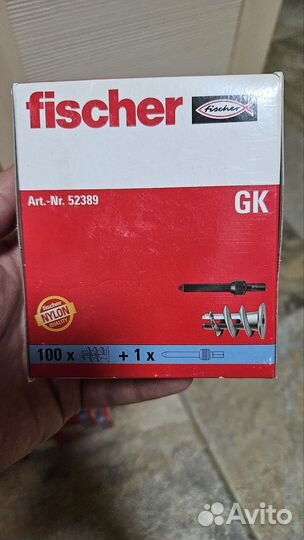 fischer
fischer
Art.-Nr. 52389
GK
fischer
NYLON
QUALITY
100 x + 1 x
Avito